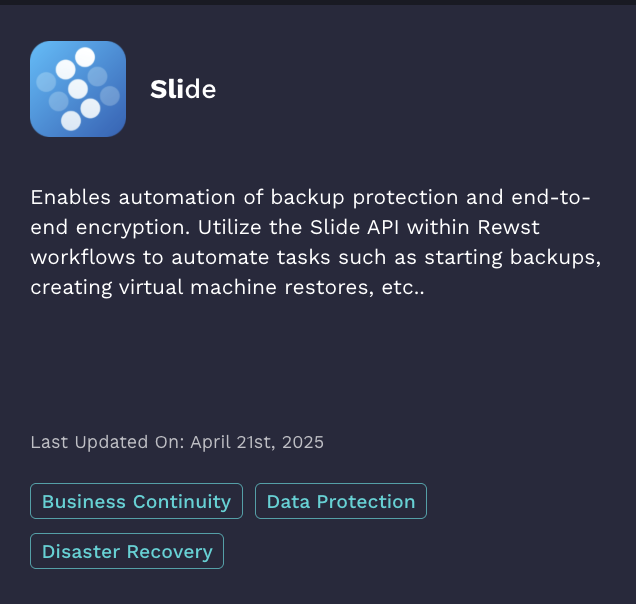 Slide
Enables automation of backup protection and end-to-
end encryption. Utilize the Slide API within Rewst
workflows to automate tasks such as starting backups,
creating virtual machine restores, etc..
Last Updated On: April 21st, 2025
Business Continuity
Data Protection
Disaster Recovery